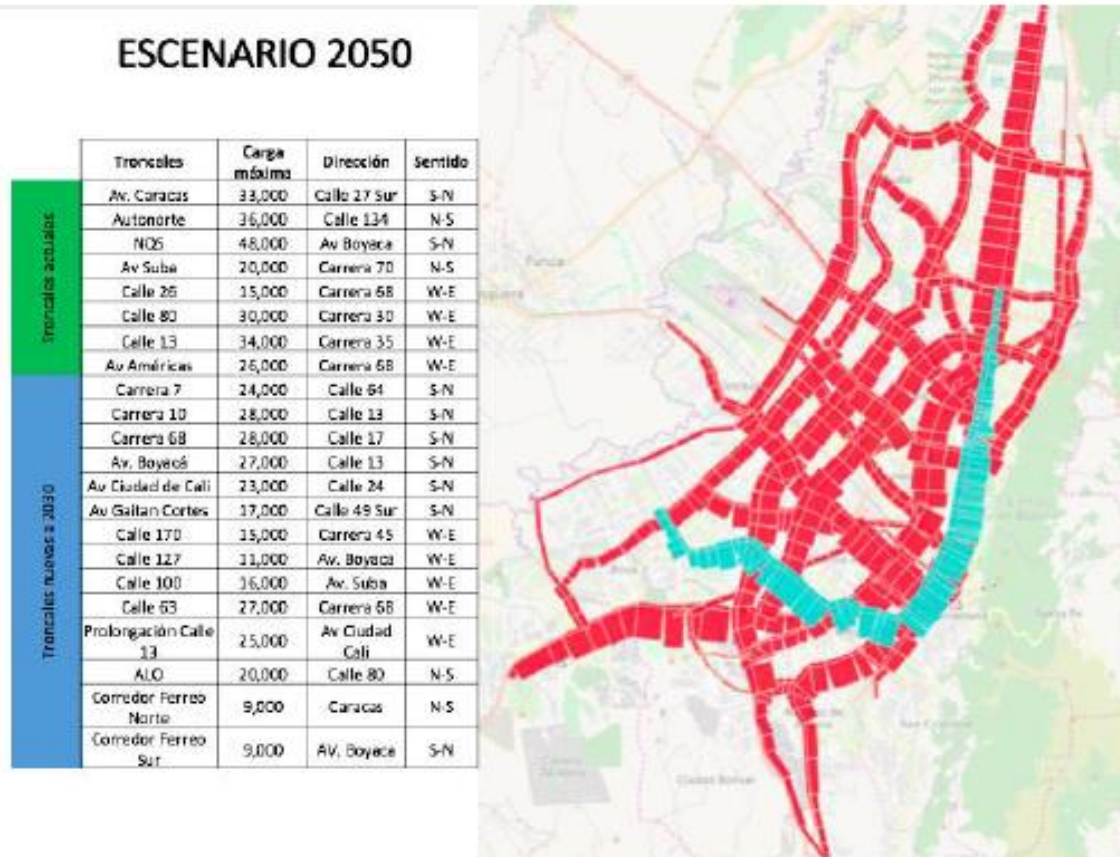 ESCENARIO 2050
Troncales Carga máxima Dirección Sentido
Troncales actuales
Av. Caracas 33,000 Calle 27 Sur S-N
Autonorte 36,000 Calle 134 N-S
NQS 48,000 Av Boyaca S-N
Av Suba 20,000 Carrera 70 N-S
Calle 26 15,000 Carrera 68 W-E
Calle 80 30,000 Carrera 30 W-E
Calle 13 34,000 Carrera 35 W-E
Av Américas 26,000 Carrera 68 W-E
Troncales nuevas a 2030
Carrera 7 24,000 Calle 64 S-N
Carrera 10 28,000 Calle 13 S-N
Carrera 68 28,000 Calle 17 S-N
Av. Boyacá 27,000 Calle 13 S-N
Av Ciudad de Cali 23,000 Calle 24 S-N
Av Gaitan Cortes 17,000 Calle 49 Sur S-N
Calle 170 15,000 Carrera 45 W-E
Calle 127 11,000 Av. Boyaca W-E
Calle 100 16,000 Av. Suba W-E
Calle 63 27,000 Carrera 68 W-E
Prolongación Calle 13 25,000 Av Ciudad Cali W-E
ALO 20,000 Calle 80 N-S
Corredor Ferreo Norte 9,000 Caracas N-S
Corredor Ferreo Sur 9,000 AV. Boyaca S-N